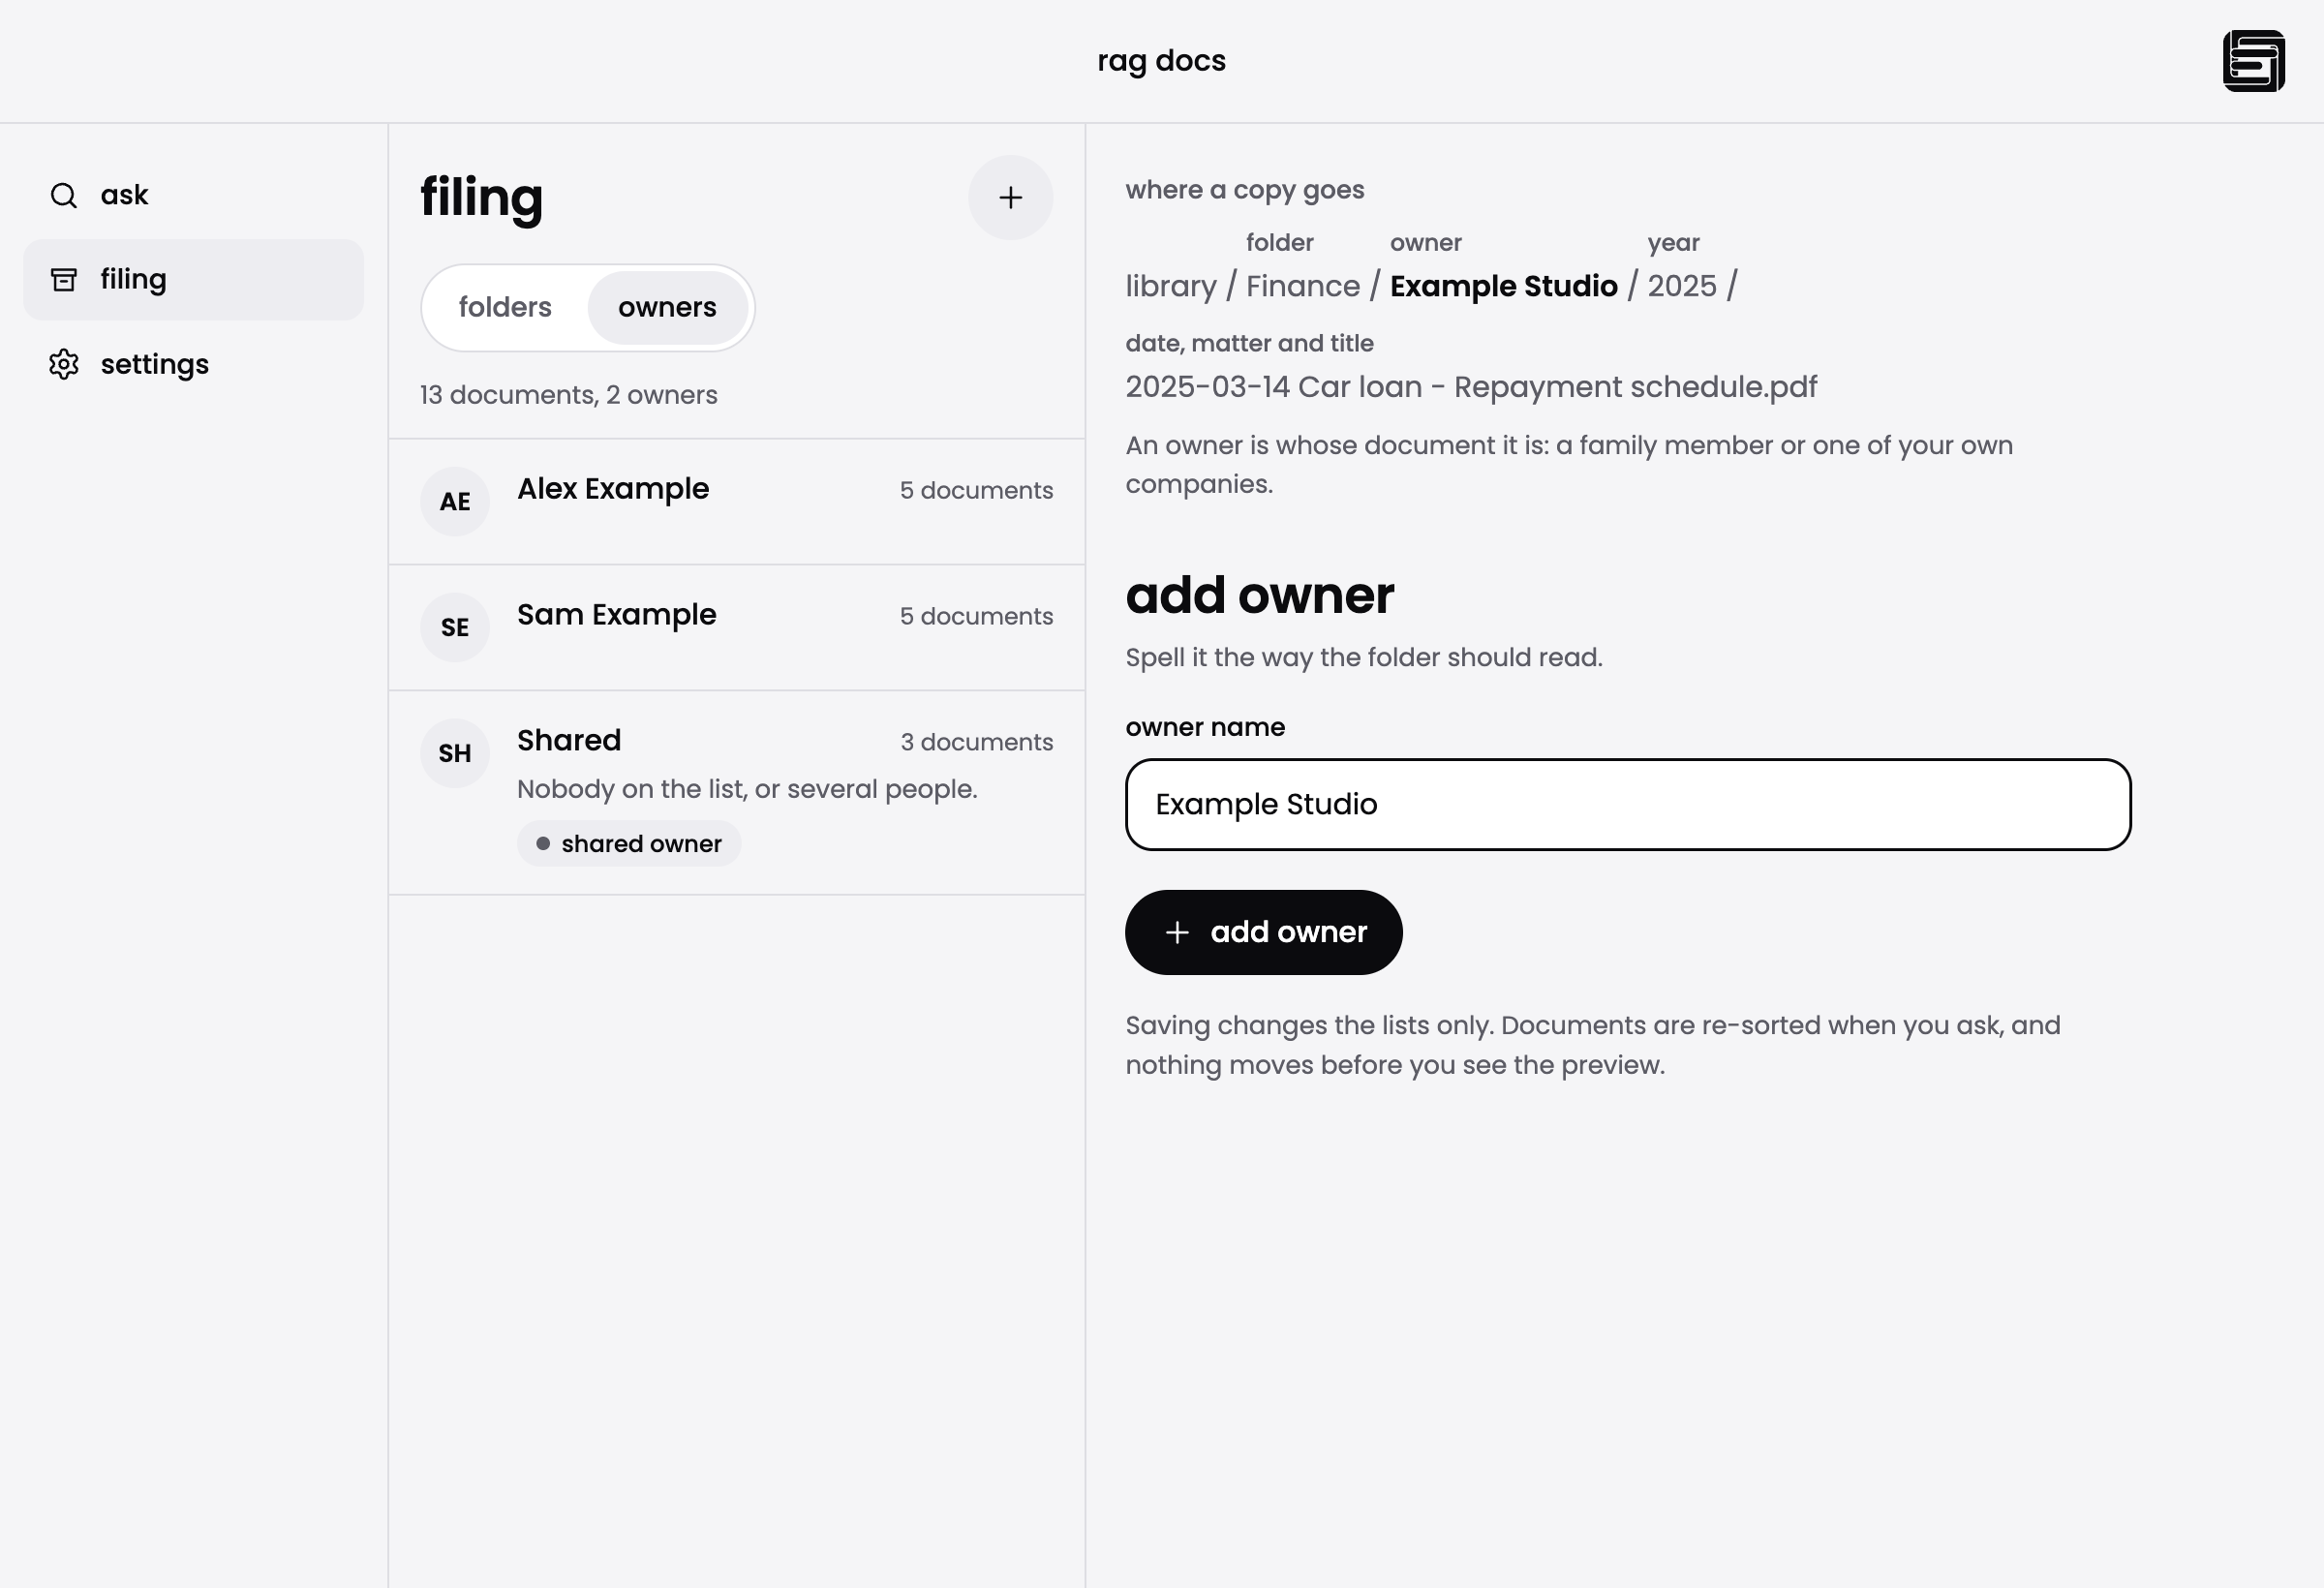 rag docs
ask
filing
settings
filing
folders
owners
13 documents, 2 owners
AE
Alex Example
5 documents
SE
Sam Example
5 documents
SH
Shared
3 documents
Nobody on the list, or several people.
shared owner
where a copy goes
folder owner year
library / Finance / Example Studio / 2025 /
date, matter and title
2025-03-14 Car loan - Repayment schedule.pdf
An owner is whose document it is: a family member or one of your own
companies.
add owner
Spell it the way the folder should read.
owner name
Example Studio
add owner
Saving changes the lists only. Documents are re-sorted when you ask, and
nothing moves before you see the preview.